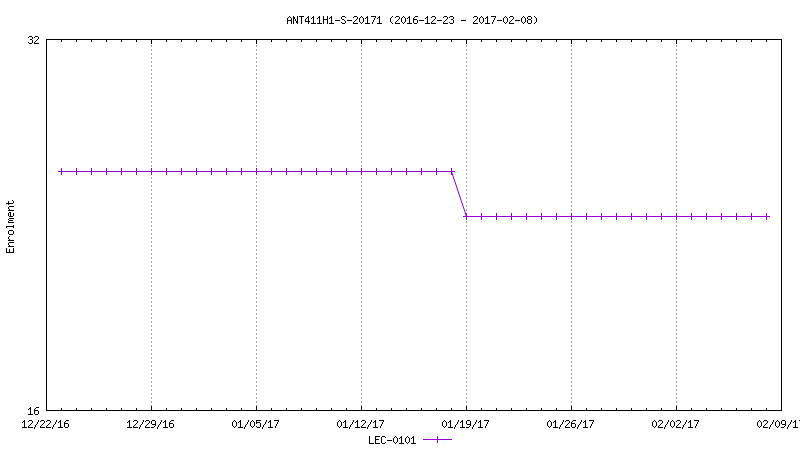 ANT411H1-S-20171 (2016-12-23 - 2017-02-08)
32
Enrolment
16
12/22/16 12/29/16 01/05/17 01/12/17 01/19/17 01/26/17 02/02/17 02/09/1
LEC-0101